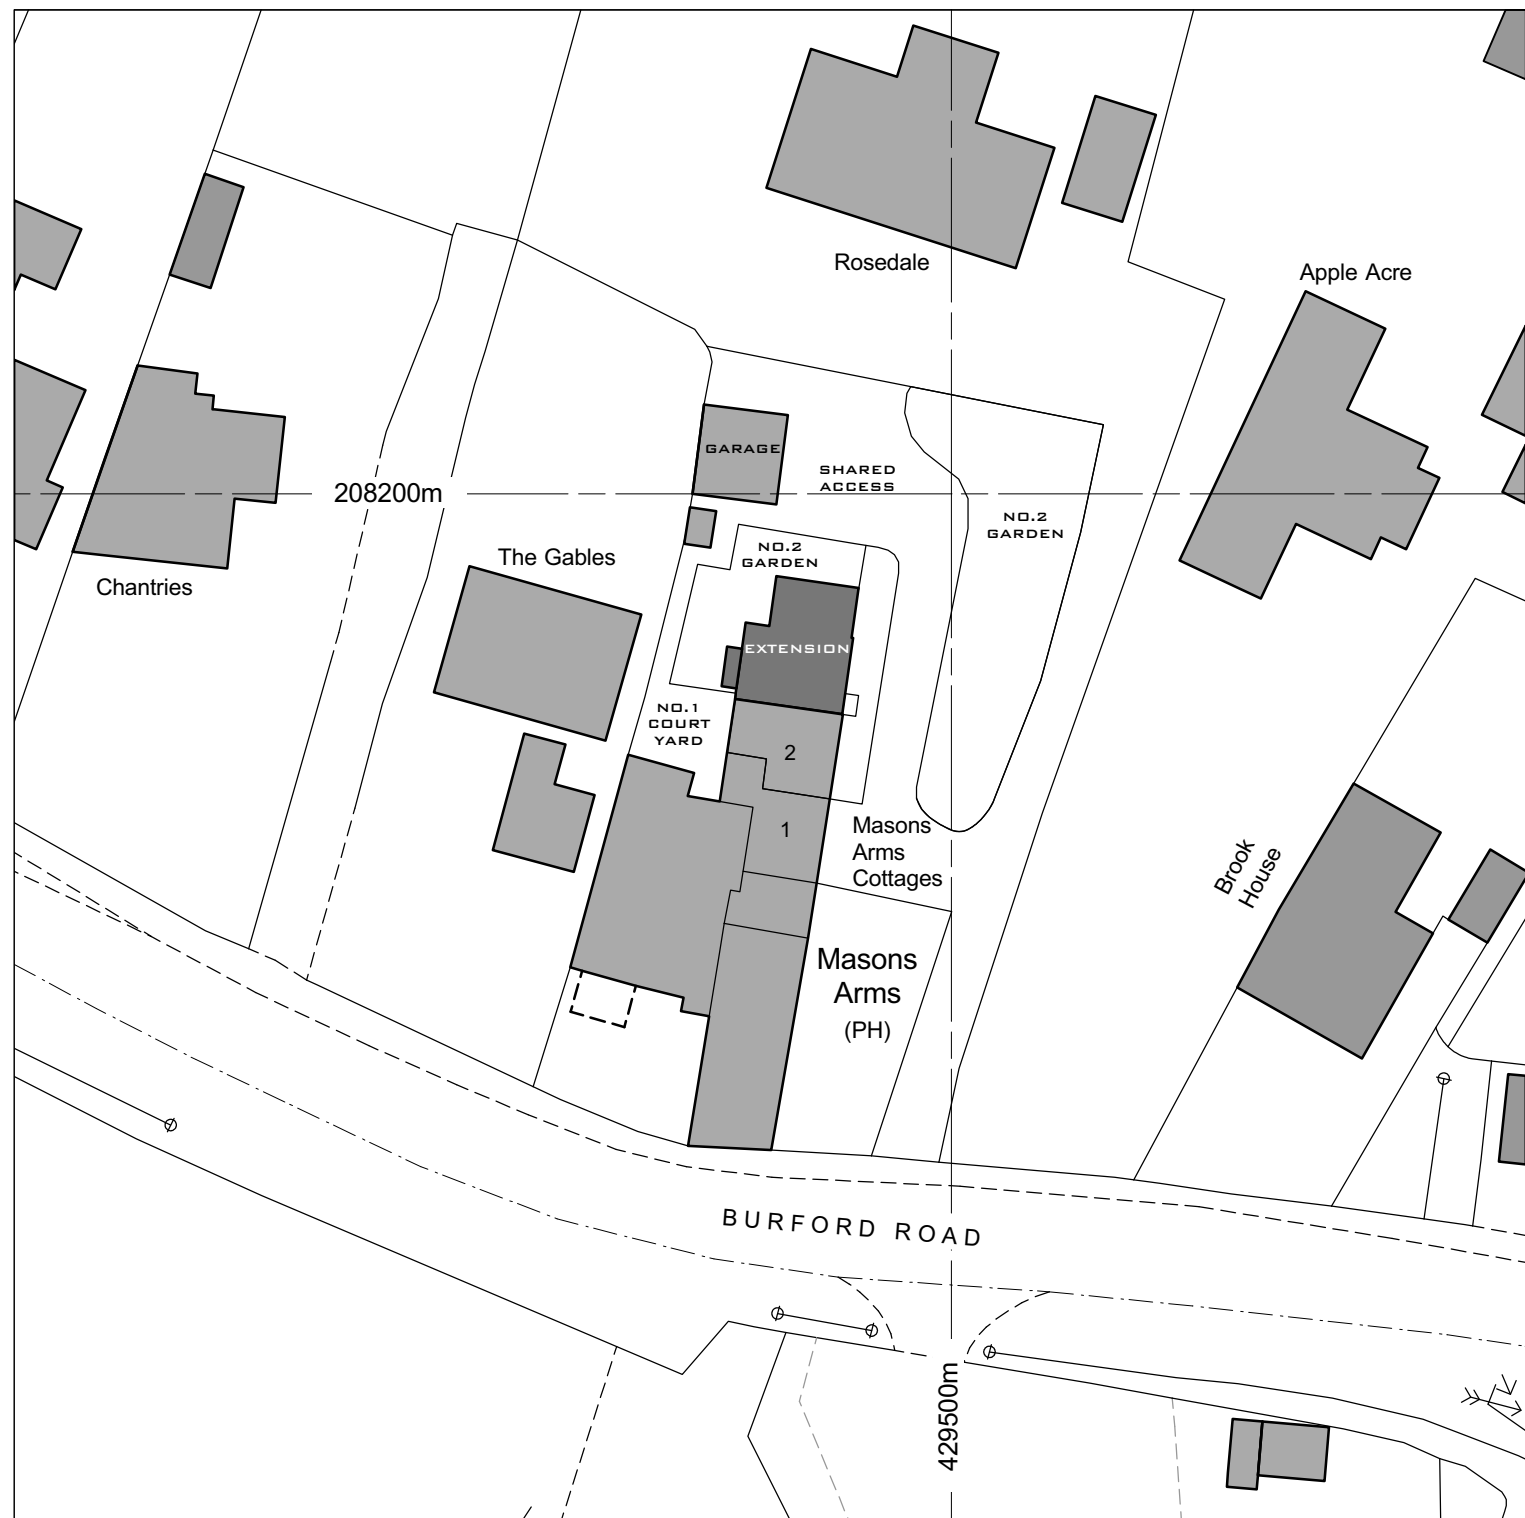 Rosedale
Apple Acre
GARAGE
SHARED
ACCESS
208200m
NO.2
GARDEN
NO.2
GARDEN
The Gables
Chantries
EXTENSION
NO.1
COURT
YARD
2
1
Masons
Arms
Cottages
Brook
House
Masons
Arms
(PH)
BURFORD ROAD
429500m